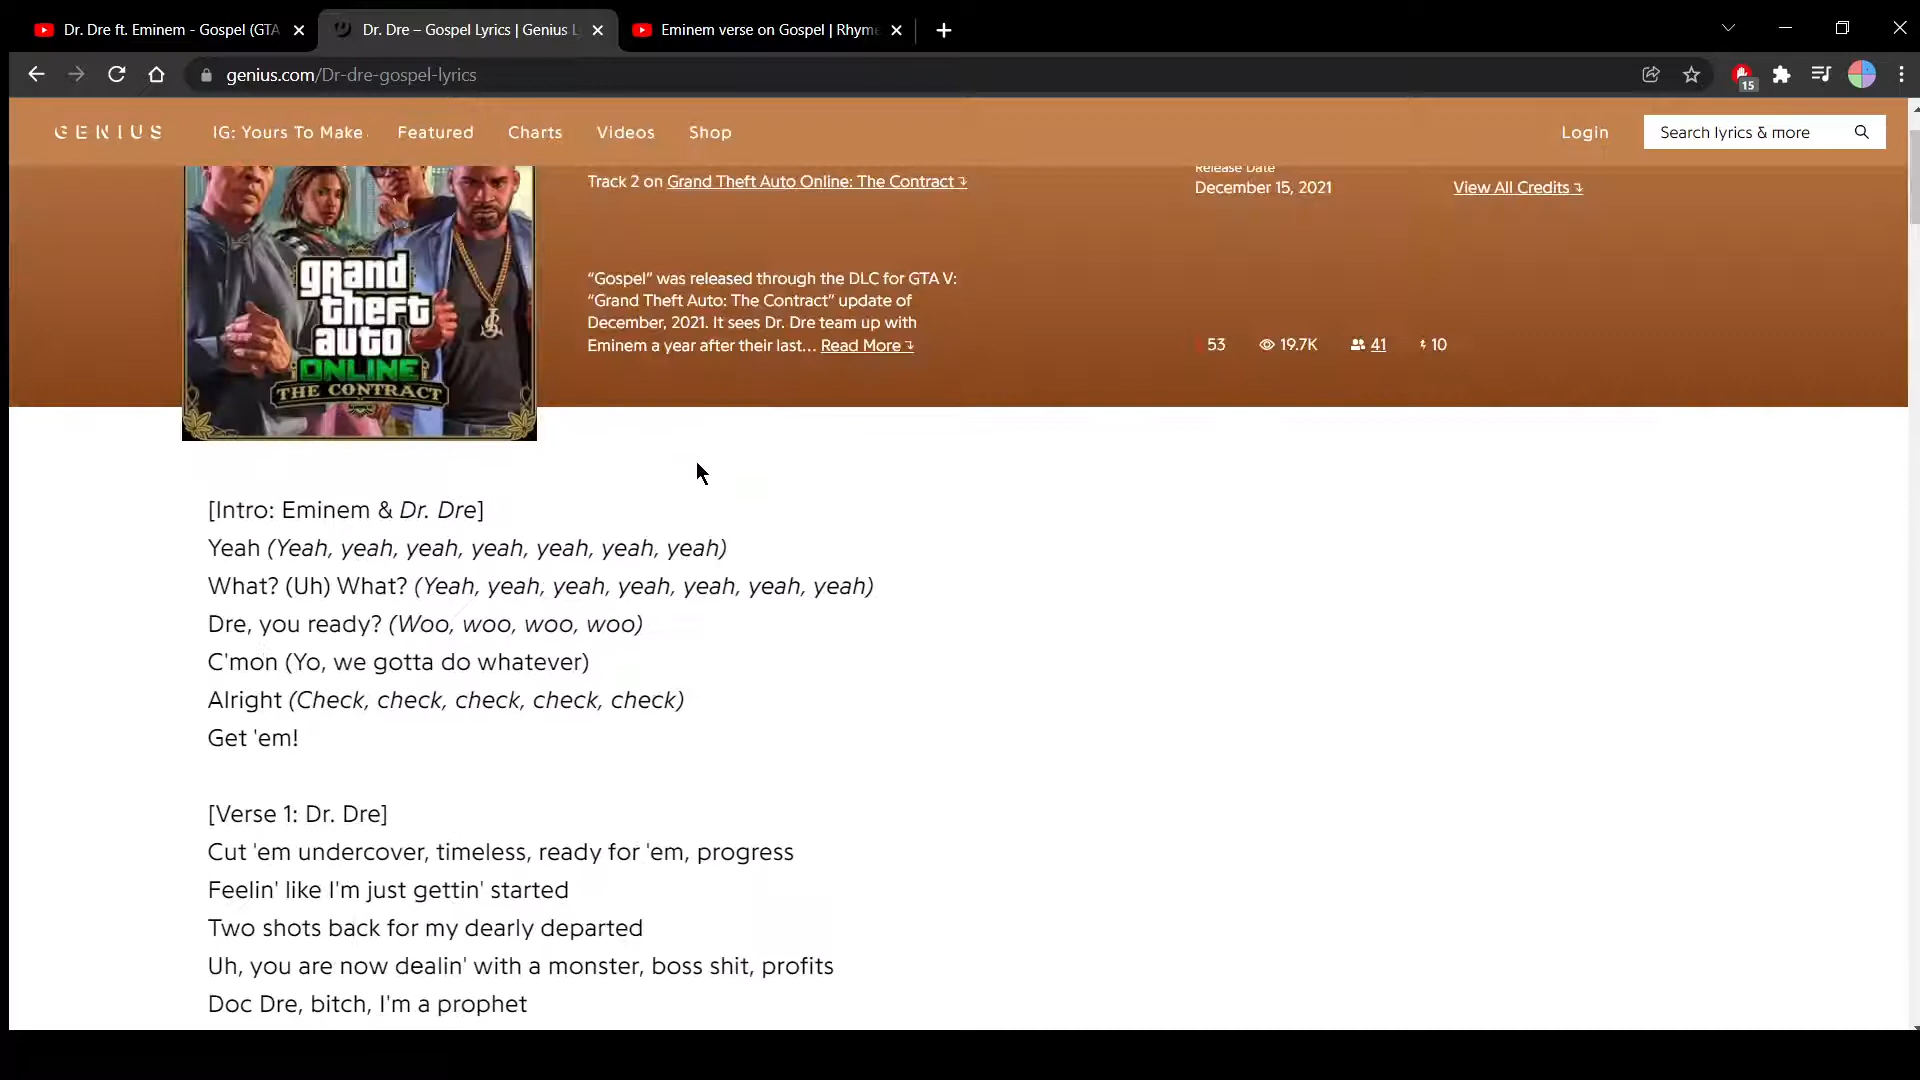 Dr. Dre ft. Eminem - Gospel (GTA
Dr. Dre – Gospel Lyrics | Genius L
Eminem verse on Gospel | Rhyme
genius.com/Dr-dre-gospel-lyrics
15
GENIUS
IG: Yours To Make
Featured
Charts
Videos
Shop
Login
Search lyrics & more
Track 2 on Grand Theft Auto Online: The Contract
Release Date
December 15, 2021
View All Credits
“Gospel” was released through the DLC for GTA V:
“Grand Theft Auto: The Contract” update of
December, 2021. It sees Dr. Dre team up with
Eminem a year after their last... Read More
53
19.7K
41
10
grand
theft
auto
ONLINE
THE CONTRACT
[Intro: Eminem & Dr. Dre]
Yeah (Yeah, yeah, yeah, yeah, yeah, yeah, yeah)
What? (Uh) What? (Yeah, yeah, yeah, yeah, yeah, yeah, yeah)
Dre, you ready? (Woo, woo, woo, woo)
C'mon (Yo, we gotta do whatever)
Alright (Check, check, check, check, check)
Get 'em!
[Verse 1: Dr. Dre]
Cut 'em undercover, timeless, ready for 'em, progress
Feelin' like I'm just gettin' started
Two shots back for my dearly departed
Uh, you are now dealin' with a monster, boss shit, profits
Doc Dre, bitch, I'm a prophet